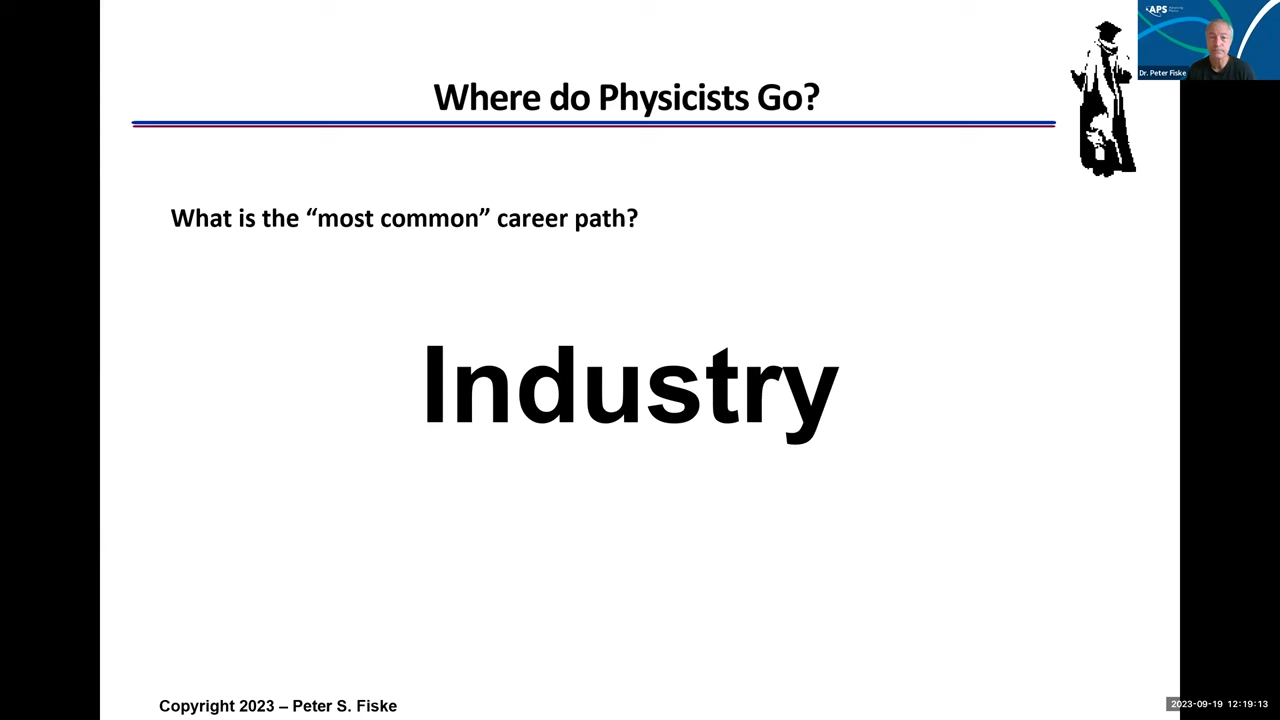 APS
Dr. Peter Fiske
Where do Physicists Go?
What is the “most common” career path?
Industry
Copyright 2023 – Peter S. Fiske
2023-09-19 12:19:13